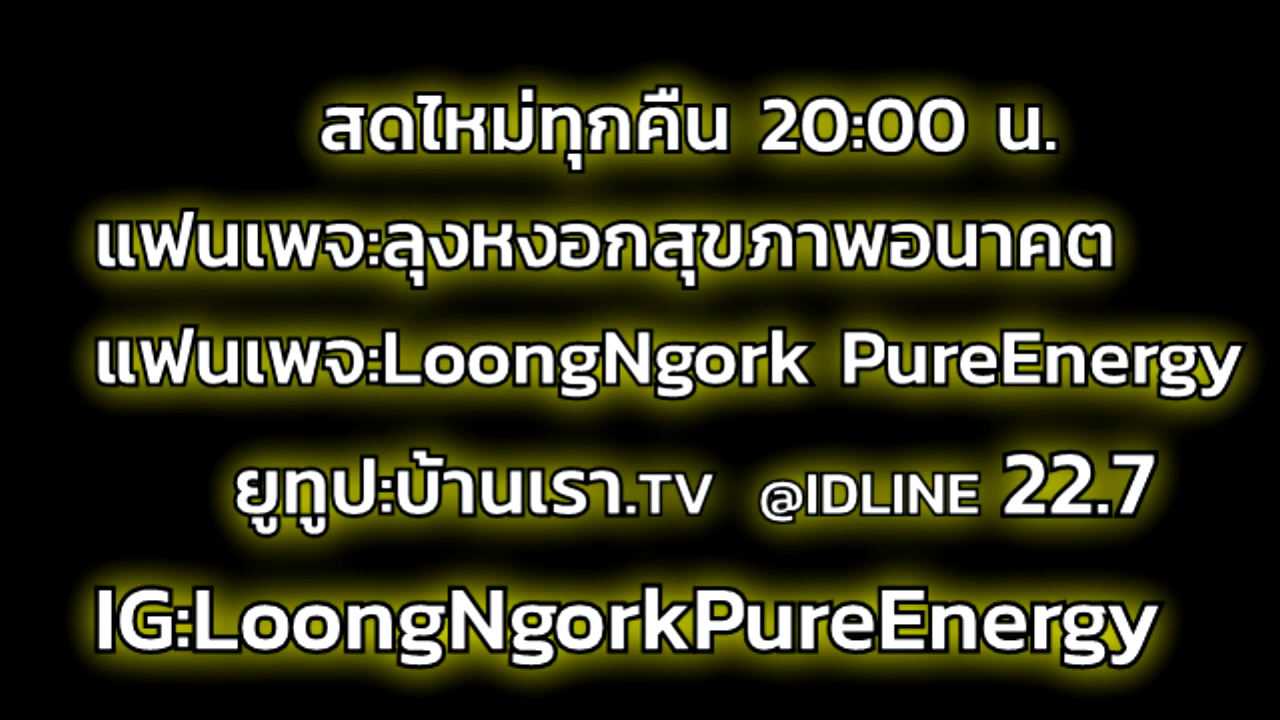 สดไหม่ทุกคืน 20:00 น.
แฟนเพจ:ลุงหงอกสุขภาพอนาคต
แฟนเพจ:LoongNgork PureEnergy
ยูทูป:บ้านเรา.TV @IDLINE 22.7
IG:LoongNgorkPureEnergy